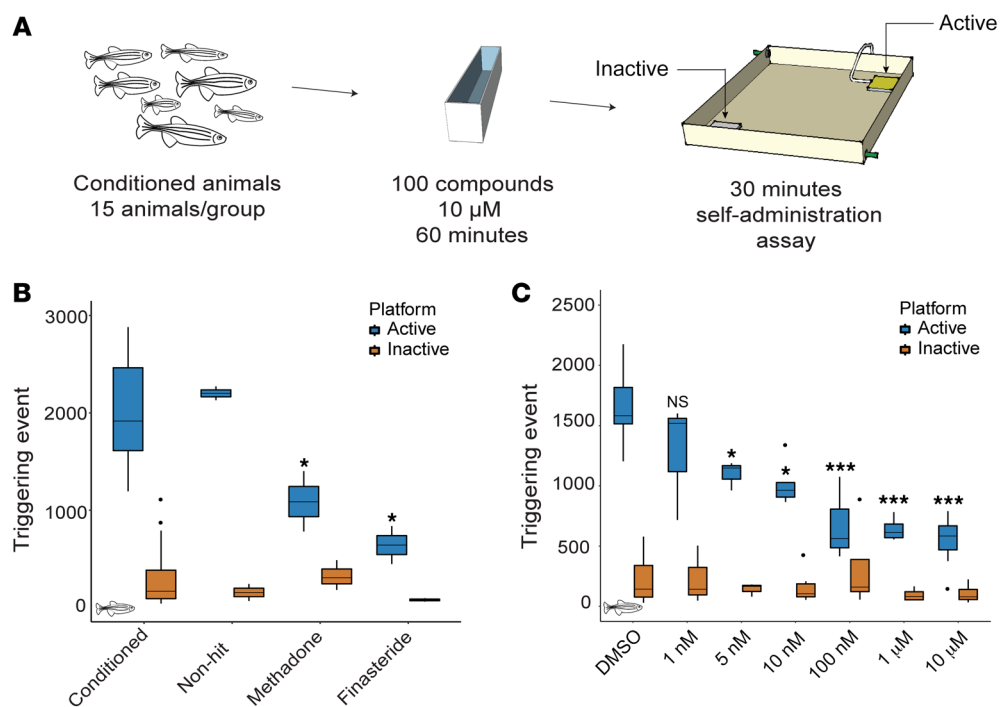 A
Active
Inactive
Conditioned animals
15 animals/group
100 compounds
10 µM
60 minutes
30 minutes
self-administration
assay
B
Platform
Active
Inactive
Triggering event
3000
2000
1000
0
*
*
Conditioned
Non-hit
Methadone
Finasteride
C
Platform
Active
Inactive
Triggering event
2500
2000
1500
1000
500
0
NS
*
*
***
***
***
DMSO
1 nM
5 nM
10 nM
100 nM
1 µM
10 µM